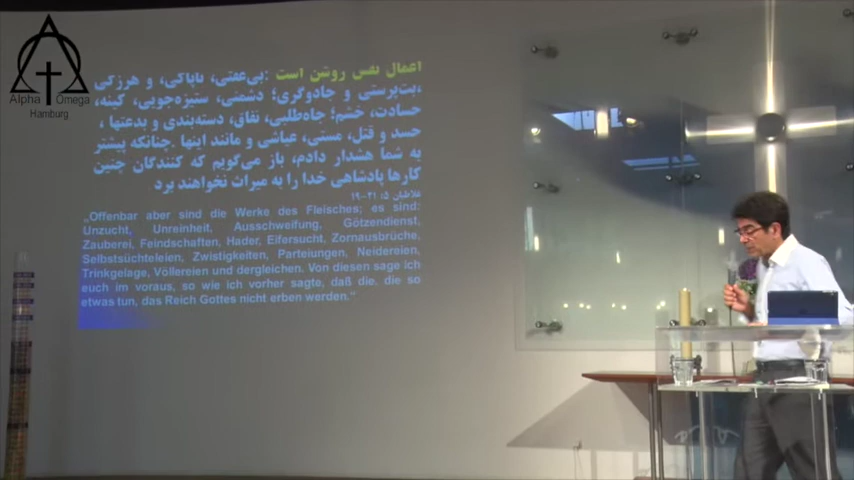 Alpha Omega
Hamburg
اعمال نفس روشن است :بی‌عفتی، ناپاکی، و هرزگی
،بت‌پرستی و جادوگری؛ دشمنی، ستیزه‌جویی، کینه،
حسادت، خشم؛ جاه‌طلبی، نفاق، دسته‌بندی و بدعتها ،
حسد و قتل، مستی، عیاشی و مانند اینها .چنانکه پیشتر
به شما هشدار دادم، باز می‌گویم که کنندگان چنین
کارها پادشاهی خدا را به میراث نخواهند برد
غلاطیان ۵: ۲۱-۱۹
„Offenbar aber sind die Werke des Fleisches; es sind:
Unzucht, Unreinheit, Ausschweifung, Götzendienst,
Zauberei, Feindschaften, Hader, Eifersucht, Zornausbrüche,
Selbstsüchteleien, Zwistigkeiten, Parteiungen, Neidereien,
Trinkgelage, Völlereien und dergleichen. Von diesen sage ich
euch im voraus, so wie ich vorher sagte, daß die, die so
etwas tun, das Reich Gottes nicht erben werden.“